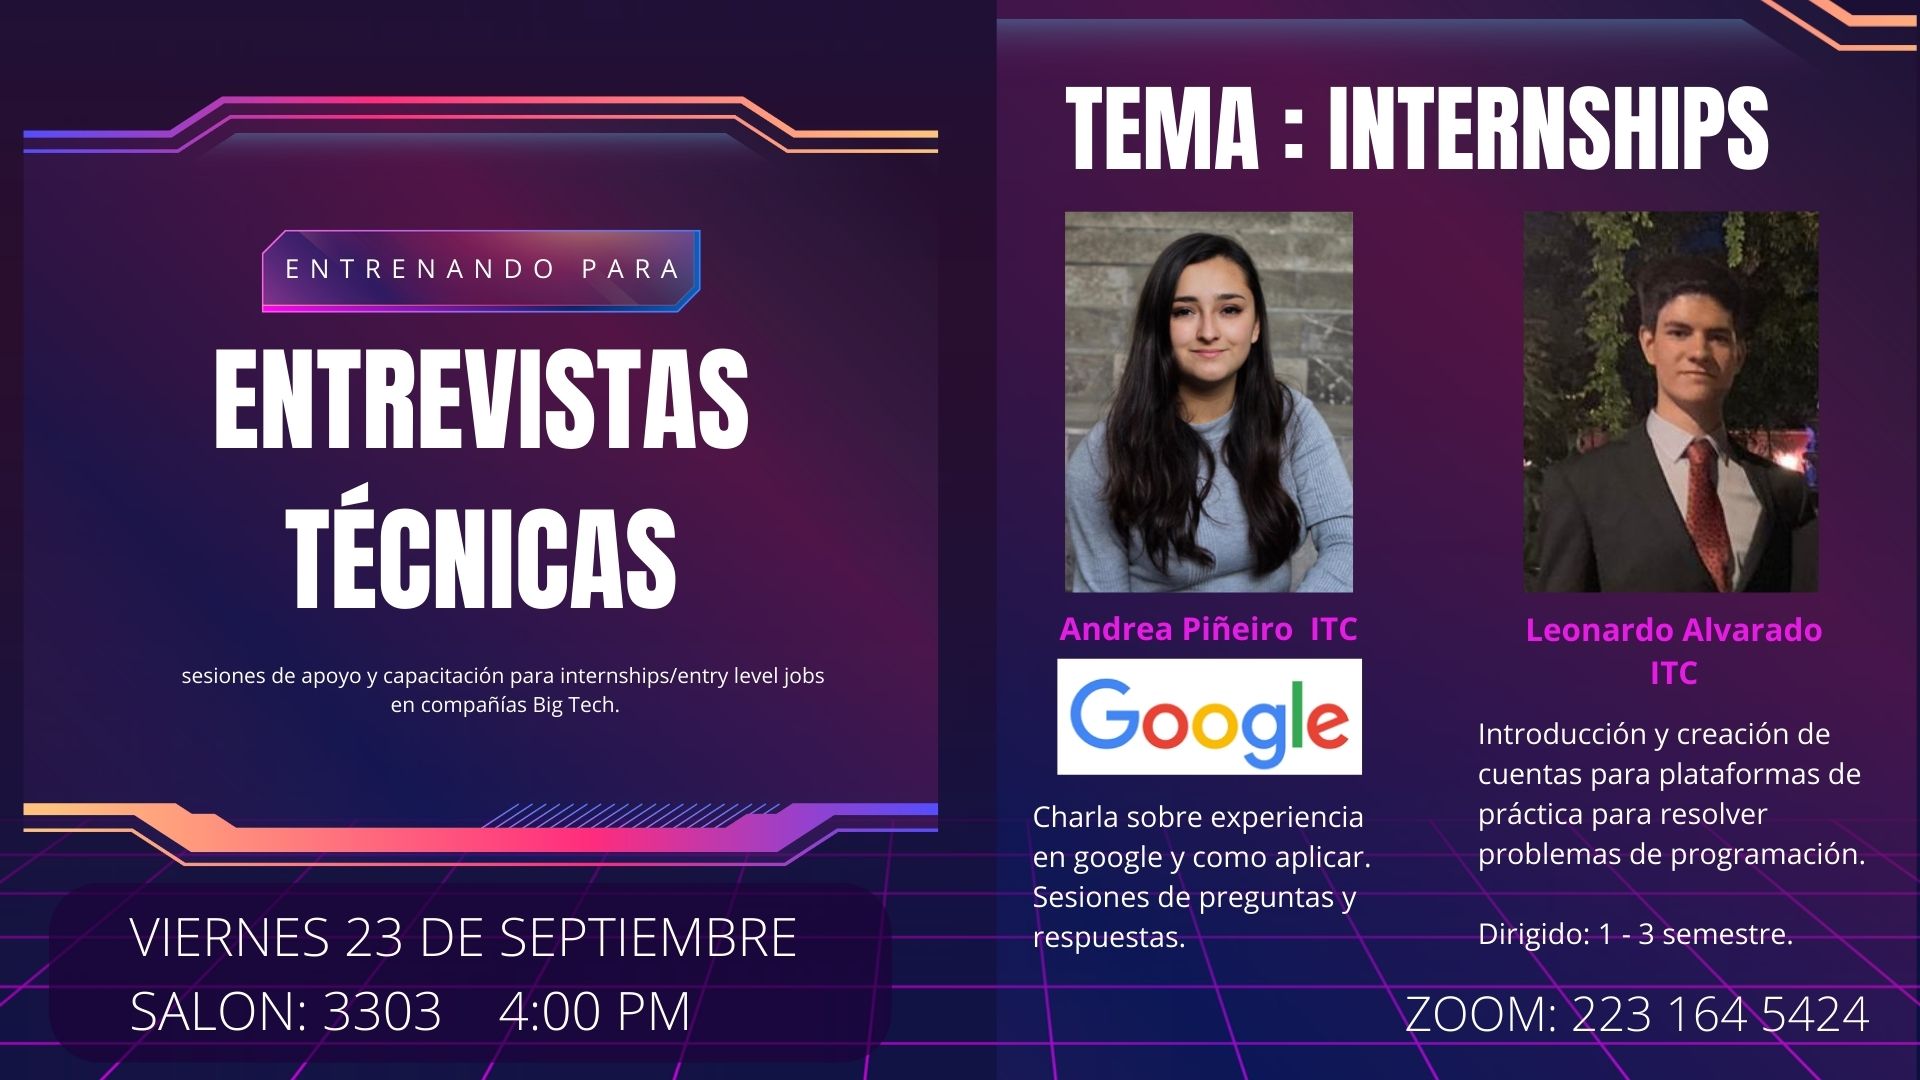 ENTRENANDO PARA
ENTREVISTAS
TÉCNICAS
sesiones de apoyo y capacitación para internships/entry level jobs
en compañías Big Tech.
VIERNES 23 DE SEPTIEMBRE
SALON: 3303 4:00 PM
TEMA : INTERNSHIPS
Andrea Piñeiro ITC
Google
Charla sobre experiencia
en google y como aplicar.
Sesiones de preguntas y
respuestas.
Leonardo Alvarado
ITC
Introducción y creación de
cuentas para plataformas de
práctica para resolver
problemas de programación.
Dirigido: 1 - 3 semestre.
ZOOM: 223 164 5424